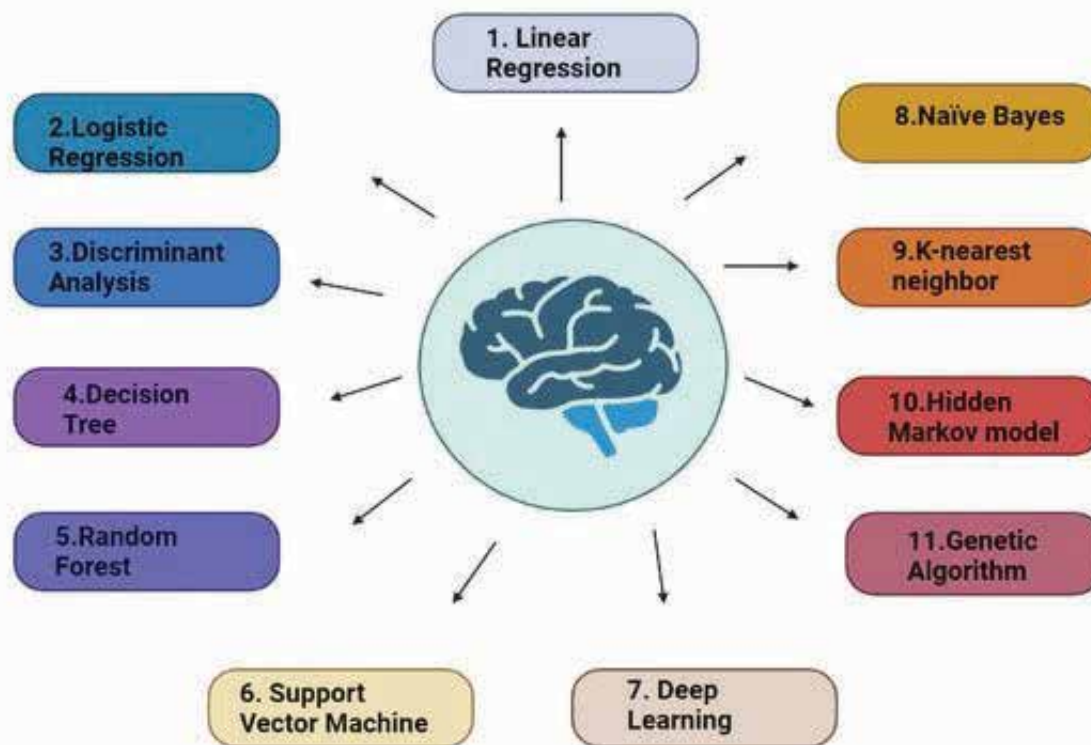 1. Linear
Regression
2.Logistic
Regression
3.Discriminant
Analysis
4.Decision
Tree
5.Random
Forest
6. Support
Vector Machine
7. Deep
Learning
8.Naïve Bayes
9.K-nearest
neighbor
10.Hidden
Markov model
11.Genetic
Algorithm